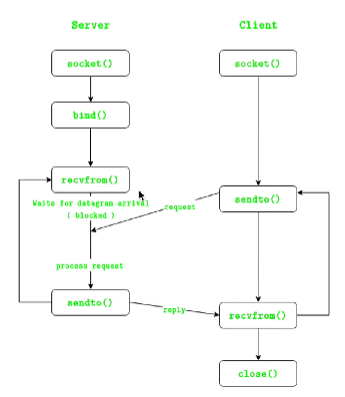 Server
Client
socket()
socket()
bind()
recvfrom()
Waits for datagram arrival
( blocked )
request
sendto()
process request
sendto()
reply
recvfrom()
close()